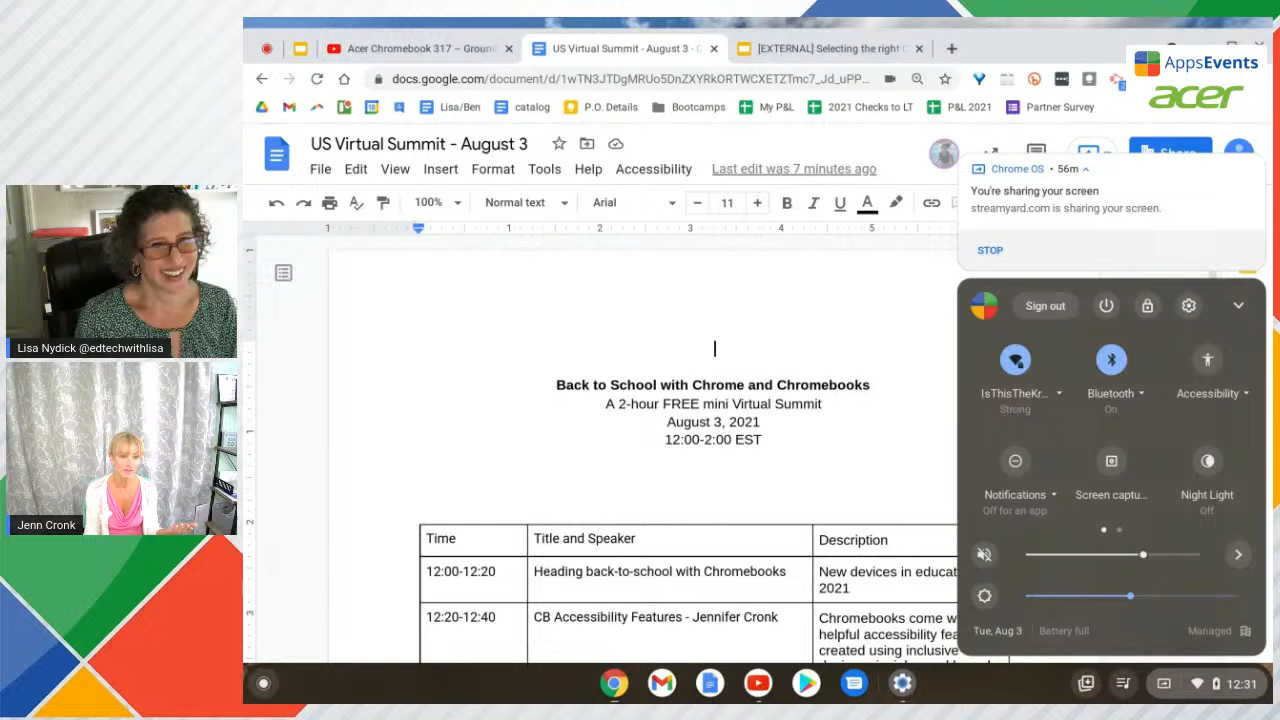 Acer Chromebook 317 – Groun
US Virtual Summit - August 3 - G
[EXTERNAL] Selecting the right C
AppsEvents
acer
docs.google.com/document/d/1wTN3JTDgMRUo5DnZXYRkORTWCXETZTmc7_Jd_uPP...
Lisa/Ben
catalog
P.O. Details
Bootcamps
My P&L
2021 Checks to LT
P&L 2021
Partner Survey
US Virtual Summit - August 3
Share
File Edit View Insert Format Tools Help Accessibility Last edit was 7 minutes ago
100% Normal text Arial 11 B I U A
1 1 2 3 4 5
Chrome OS • 56m
You're sharing your screen
streamyard.com is sharing your screen.
STOP
Sign out
IsThisTheKr...
Strong
Bluetooth
On
Accessibility
Notifications
Off for an app
Screen captu...
Night Light
Off
Tue, Aug 3 Battery full Managed
Back to School with Chrome and Chromebooks
A 2-hour FREE mini Virtual Summit
August 3, 2021
12:00-2:00 EST
Time Title and Speaker Description
12:00-12:20 Heading back-to-school with Chromebooks New devices in educat
2021
12:20-12:40 CB Accessibility Features - Jennifer Cronk Chromebooks come w
helpful accessibility fea
created using inclusive
Lisa Nydick @edtechwithlisa
Jenn Cronk
12:31